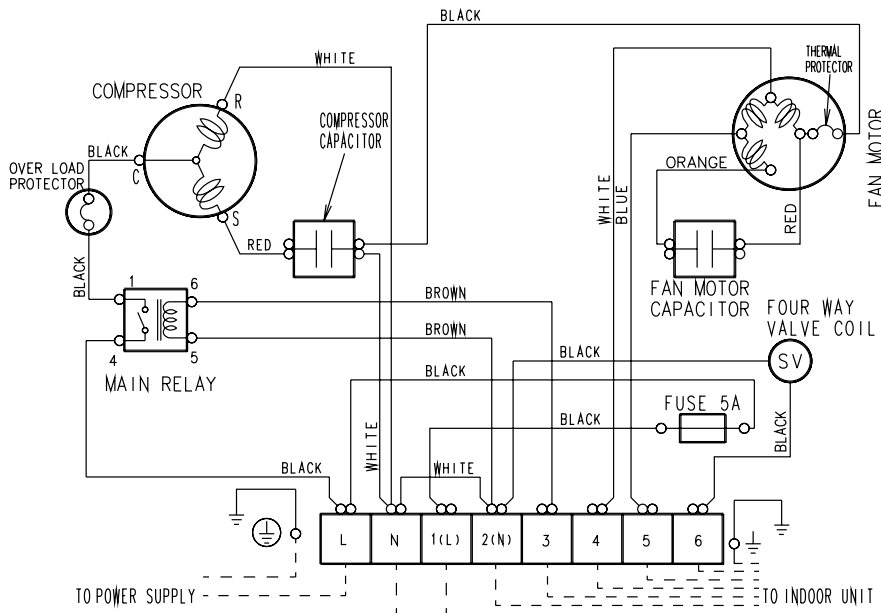 BLACK
WHITE
THERMAL
PROTECTOR
COMPRESSOR
R
COMPRESSOR
CAPACITOR
FAN MOTOR
BLACK
OVER LOAD
PROTECTOR
C
ORANGE
S
WHITE
BLUE
RED
RED
BLACK
1
6
BROWN
FAN MOTOR
CAPACITOR
FOUR WAY
VALVE COIL
BROWN
4
5
BLACK
SV
MAIN RELAY
BLACK
FUSE 5A
BLACK
BLACK
WHITE
BLACK
WHITE
L
N
1(L)
2(N)
3
4
5
6
TO POWER SUPPLY
TO INDOOR UNIT